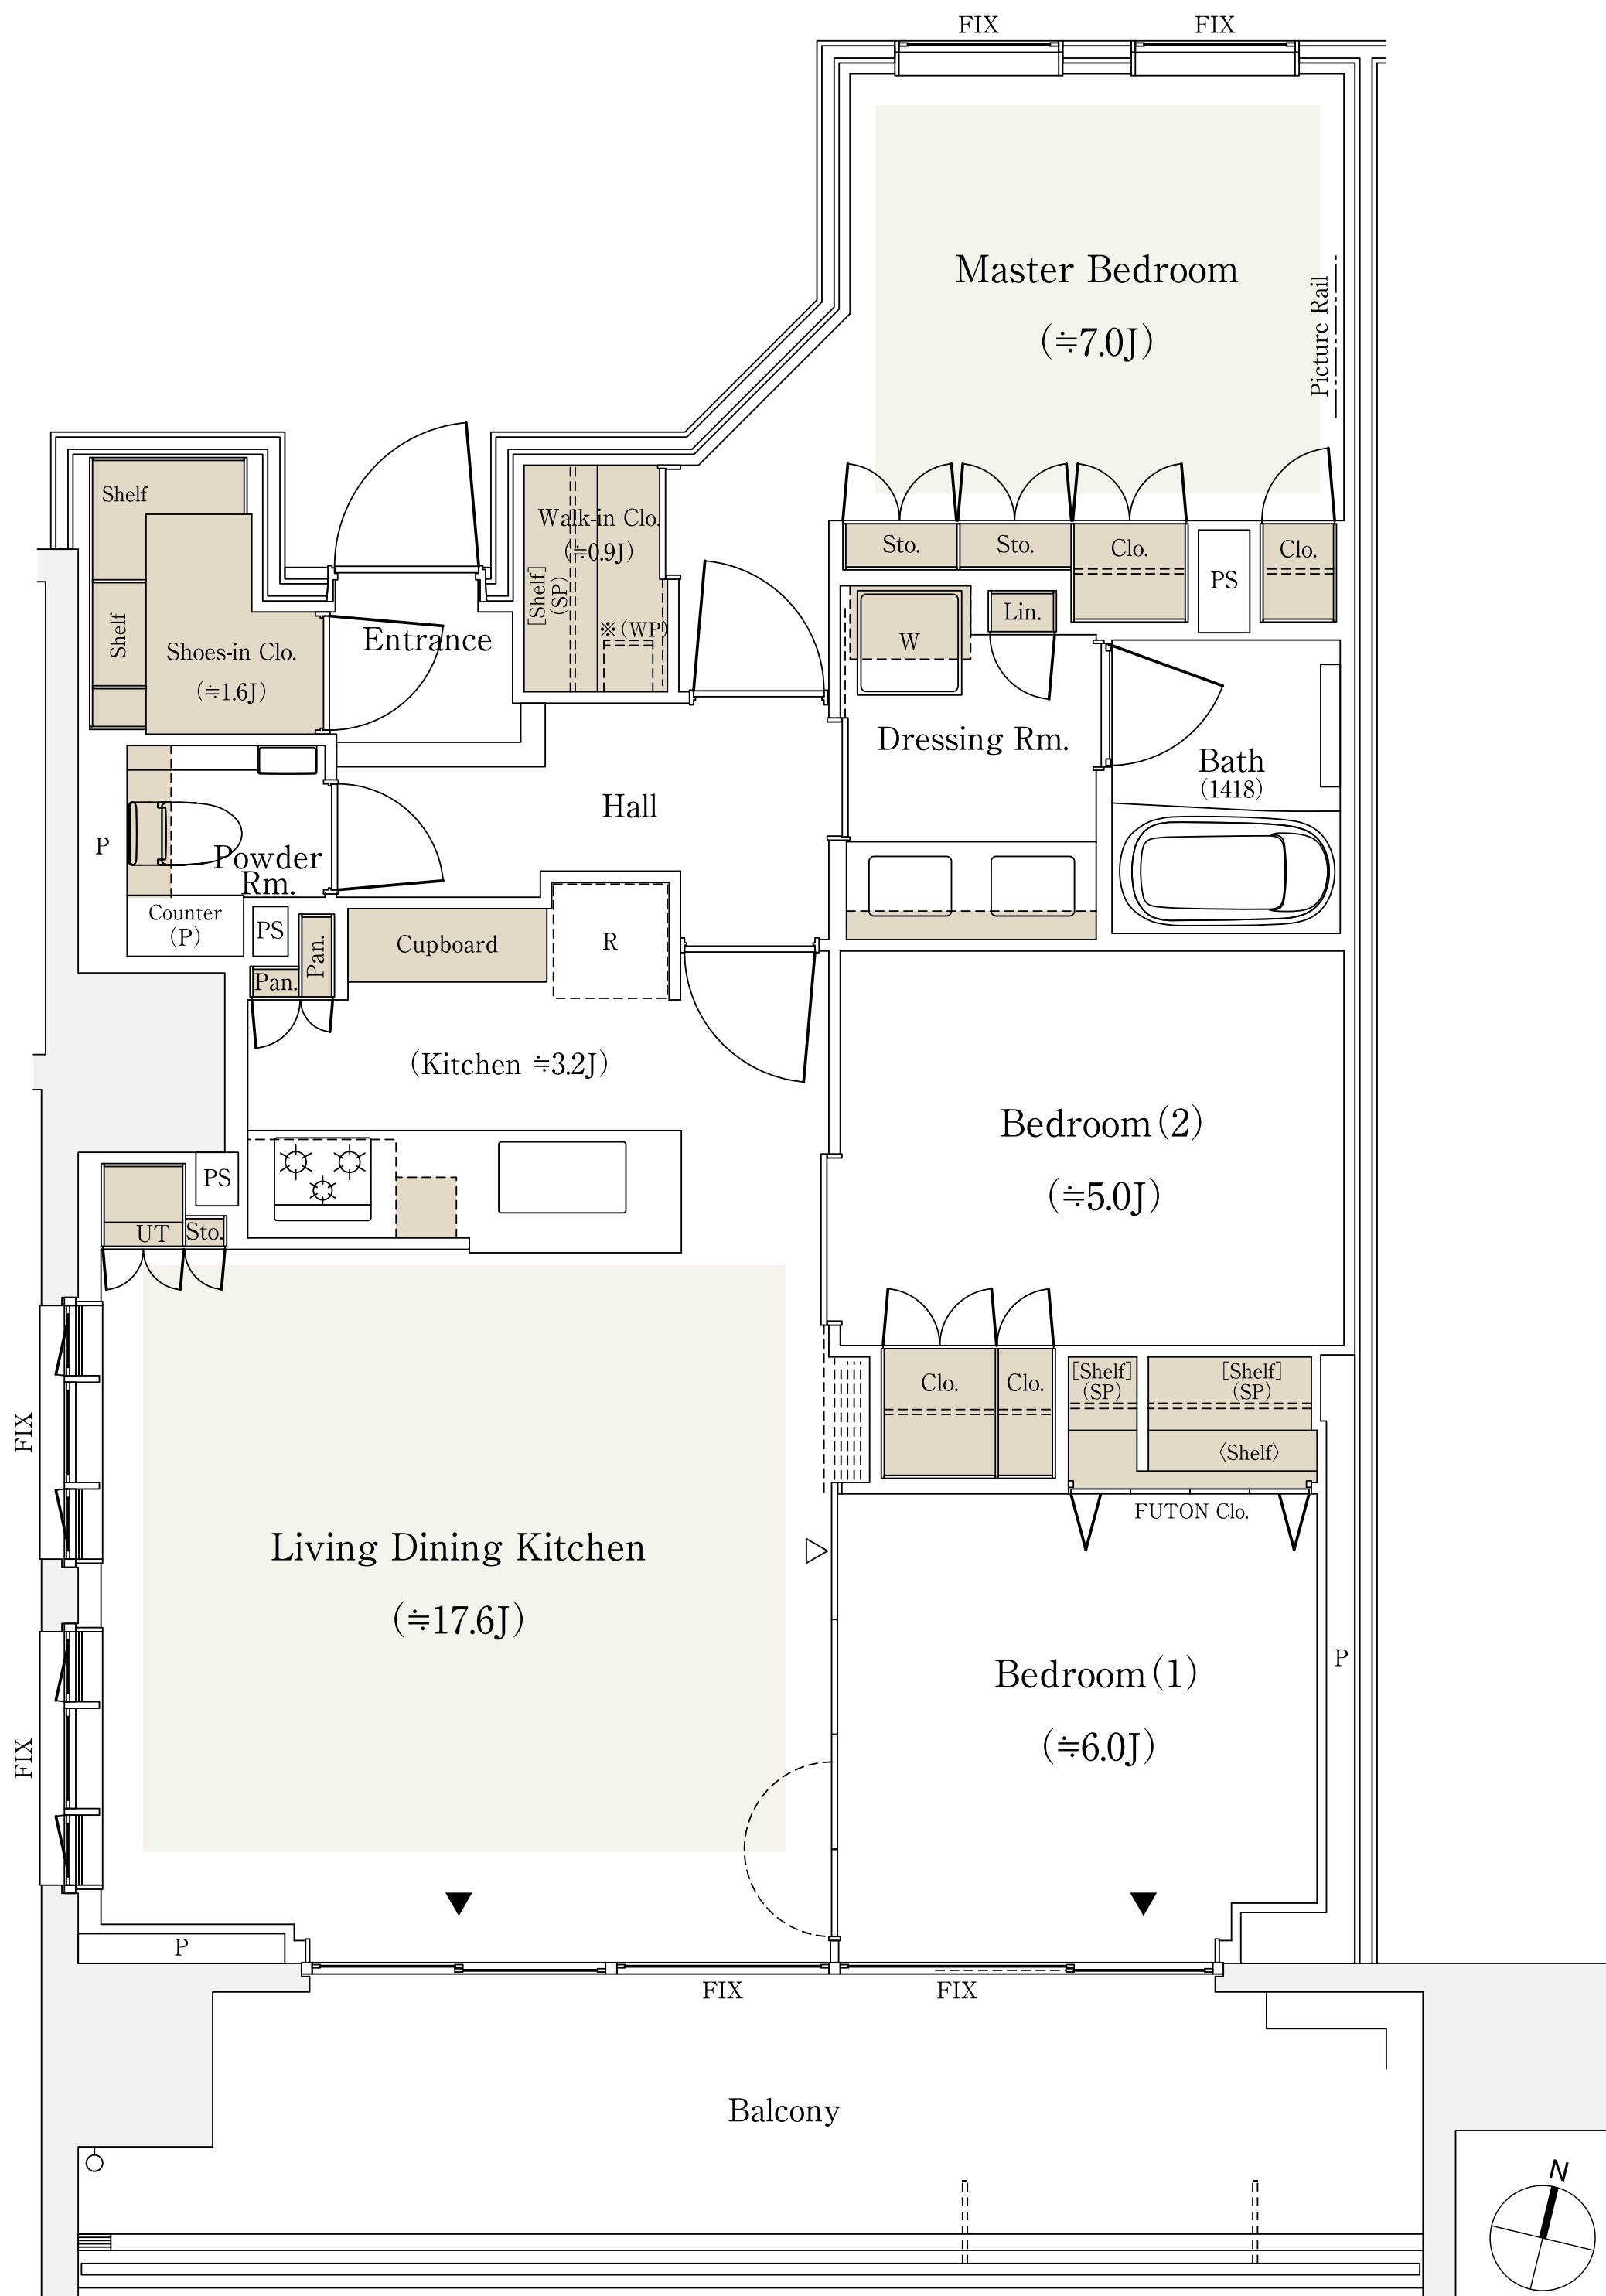 FIX
FIX
Master Bedroom
(≒7.0J)
Picture Rail
Shelf
Shelf
Shoes-in Clo.
(≒1.6J)
Entrance
Walk-in Clo.
(≒0.9J)
[Shelf]
(SP)
※(WP)
Sto.
Sto.
Clo.
PS
Clo.
W
Lin.
Dressing Rm.
Bath
(1418)
Hall
P
Powder
Rm.
Counter
(P)
PS
Pan.
Pan.
Cupboard
R
(Kitchen ≒3.2J)
Bedroom(2)
(≒5.0J)
PS
UT
Sto.
Clo.
Clo.
[Shelf]
(SP)
[Shelf]
(SP)
〈Shelf〉
FUTON Clo.
FIX
Living Dining Kitchen
(≒17.6J)
Bedroom(1)
(≒6.0J)
P
FIX
P
FIX
FIX
Balcony
N